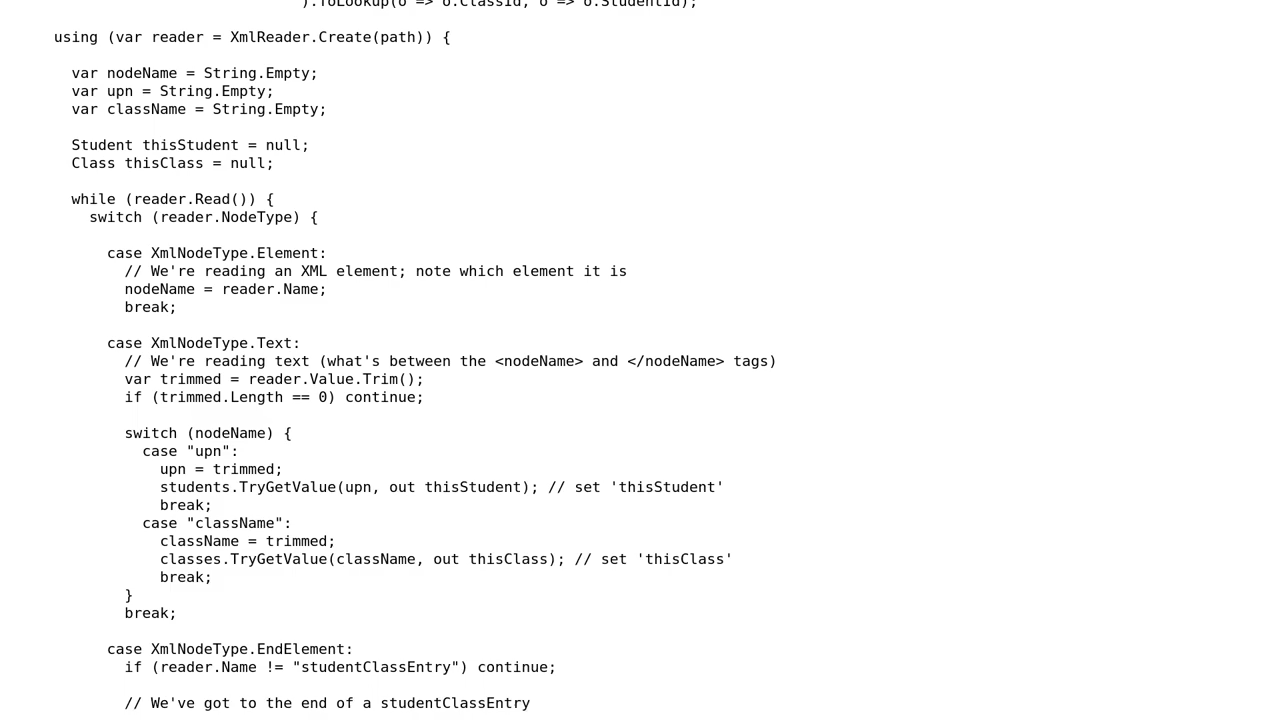 ).ToLookup(o => o.ClassId, o => o.StudentId);
using (var reader = XmlReader.Create(path)) {
var nodeName = String.Empty;
var upn = String.Empty;
var className = String.Empty;
Student thisStudent = null;
Class thisClass = null;
while (reader.Read()) {
switch (reader.NodeType) {
case XmlNodeType.Element:
// We're reading an XML element; note which element it is
nodeName = reader.Name;
break;
case XmlNodeType.Text:
// We're reading text (what's between the <nodeName> and </nodeName> tags)
var trimmed = reader.Value.Trim();
if (trimmed.Length == 0) continue;
switch (nodeName) {
case "upn":
upn = trimmed;
students.TryGetValue(upn, out thisStudent); // set 'thisStudent'
break;
case "className":
className = trimmed;
classes.TryGetValue(className, out thisClass); // set 'thisClass'
break;
}
break;
case XmlNodeType.EndElement:
if (reader.Name != "studentClassEntry") continue;
// We've got to the end of a studentClassEntry